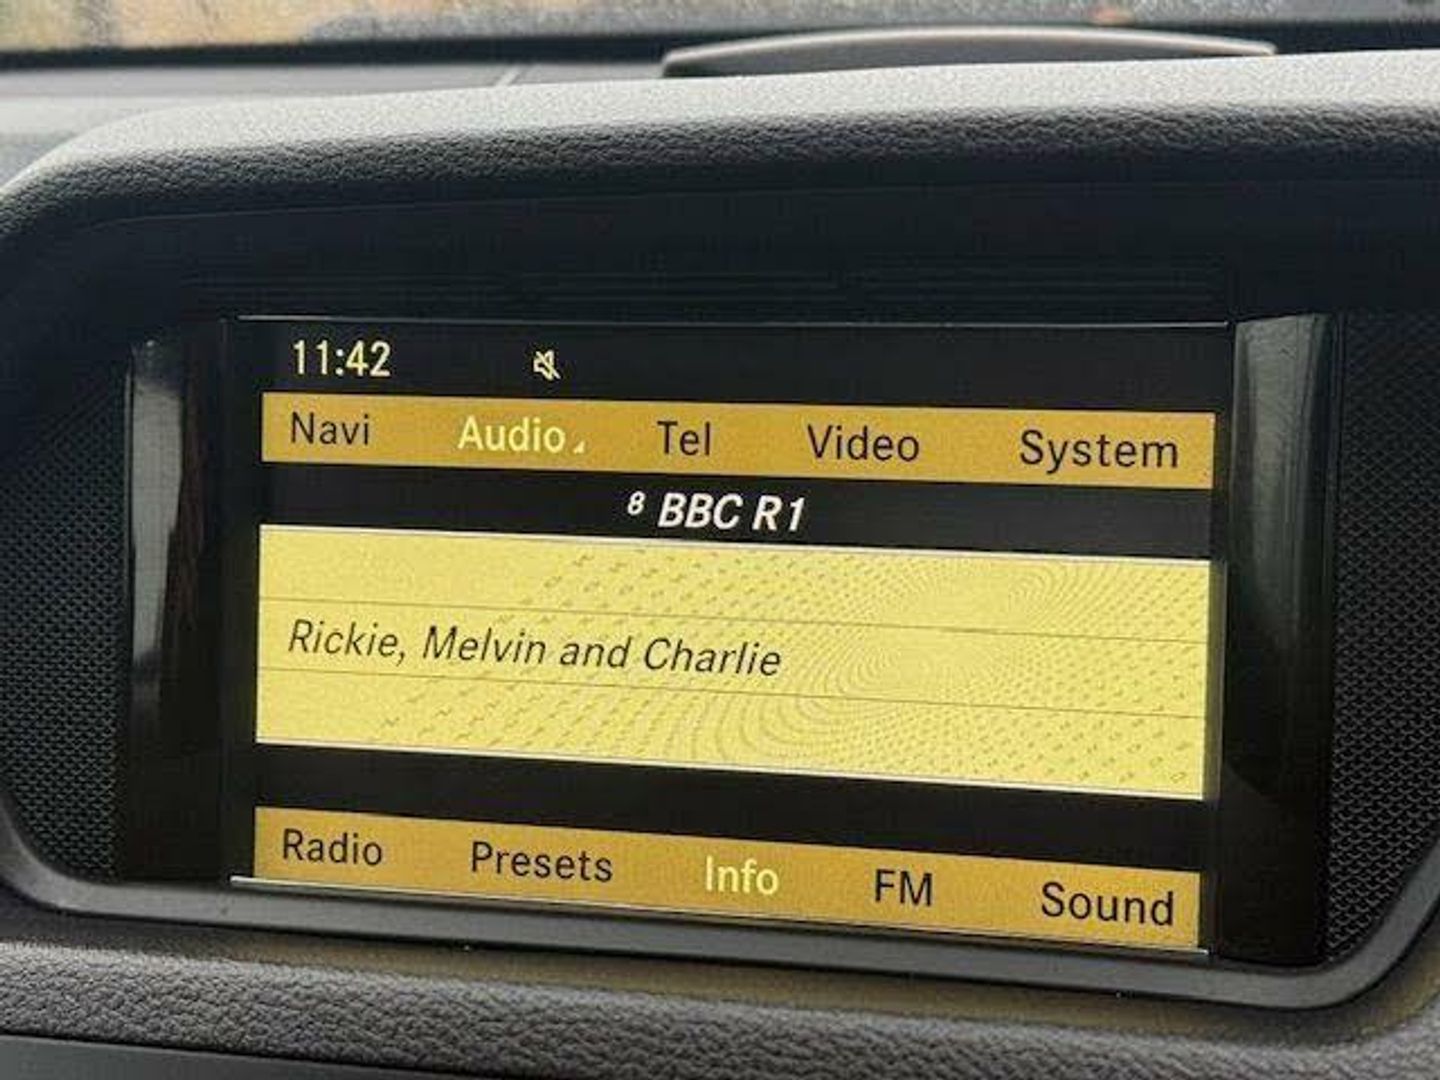 11:42
Navi Audio Tel Video System
8 BBC R1
Rickie, Melvin and Charlie
Radio Presets Info FM Sound